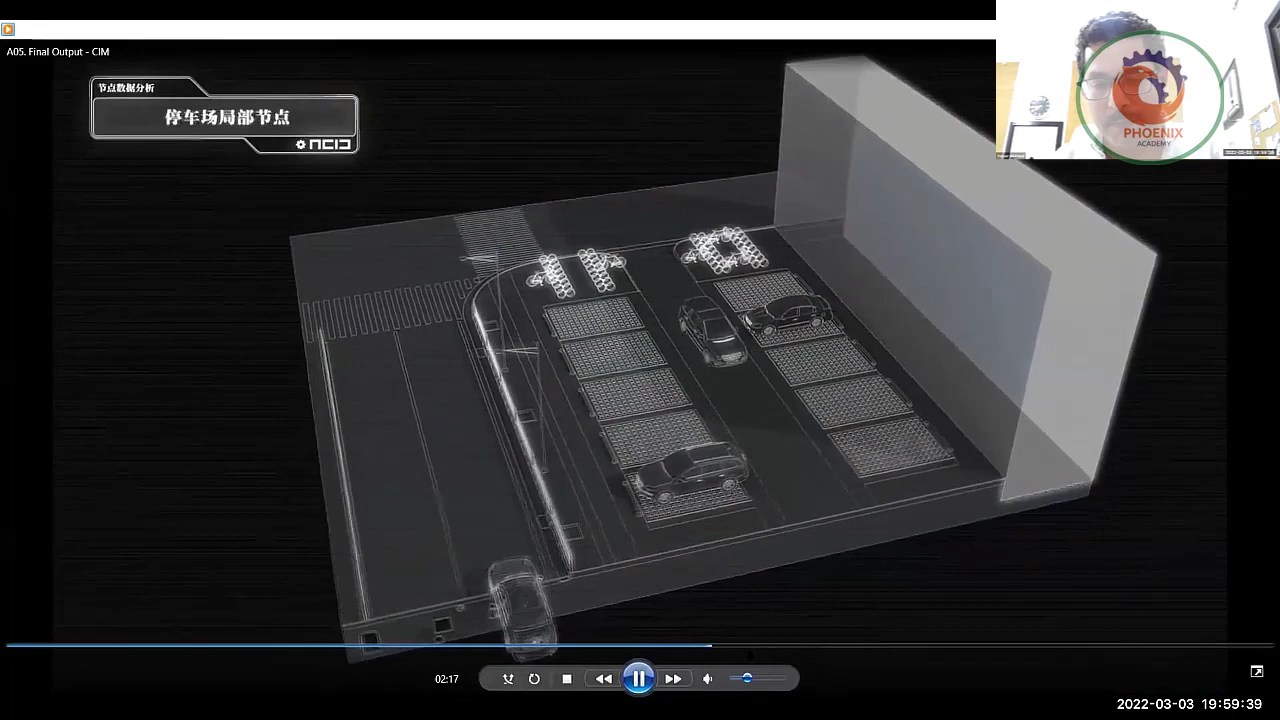 A05. Final Output - CIM
节点数据分析
停车场局部节点
NCID
PHOENIX
ACADEMY
02:17
2022-03-03 19:59:39